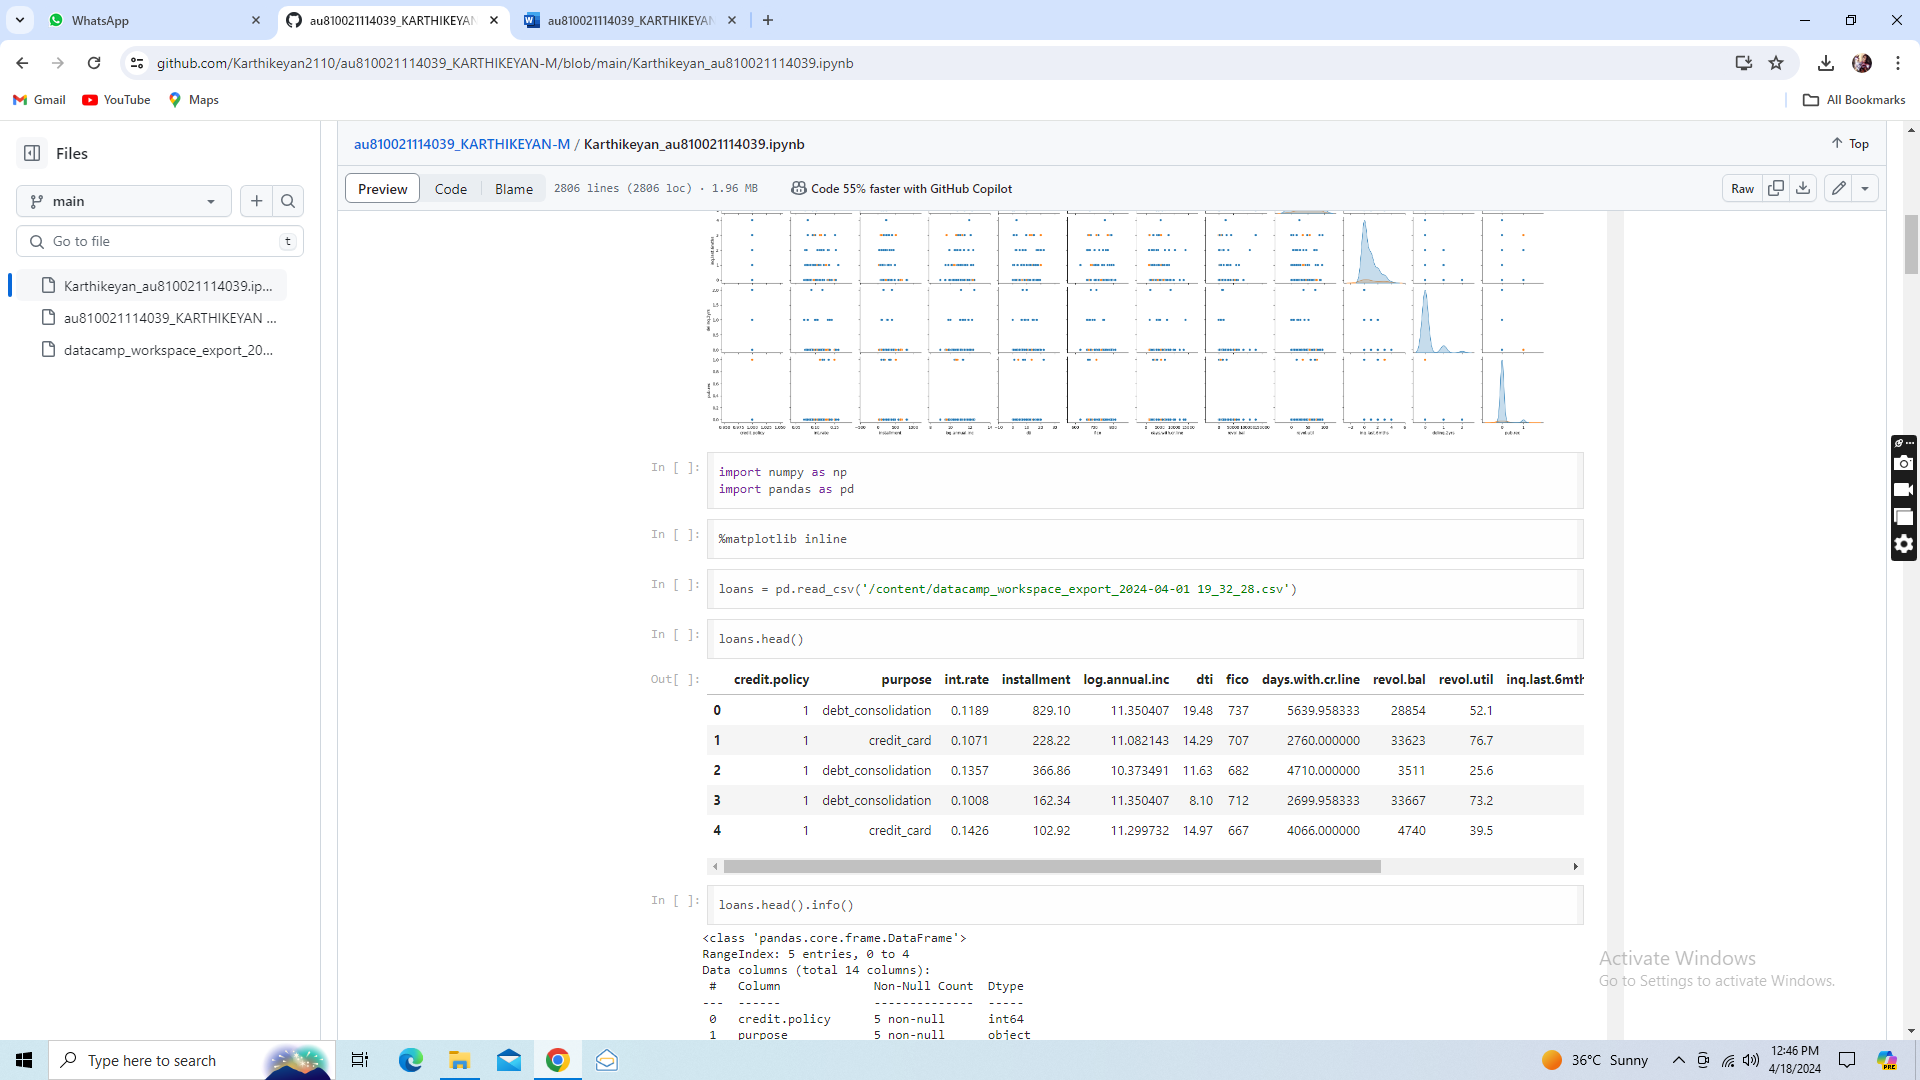 WhatsApp
au810021114039_KARTHIKEYAN
au810021114039_KARTHIKEYAN
github.com/Karthikeyan2110/au810021114039_KARTHIKEYAN-M/blob/main/Karthikeyan_au810021114039.ipynb
Gmail YouTube Maps All Bookmarks
Files
au810021114039_KARTHIKEYAN-M / Karthikeyan_au810021114039.ipynb
Top
main
Preview Code Blame 2806 lines (2806 loc) · 1.96 MB Code 55% faster with GitHub Copilot Raw
Go to file t
Karthikeyan_au810021114039.ip...
au810021114039_KARTHIKEYAN ...
datacamp_workspace_export_20...
In [ ]: import numpy as np
import pandas as pd
In [ ]: %matplotlib inline
In [ ]: loans = pd.read_csv('/content/datacamp_workspace_export_2024-04-01 19_32_28.csv')
In [ ]: loans.head()
Out[ ]: credit.policy purpose int.rate installment log.annual.inc dti fico days.with.cr.line revol.bal revol.util inq.last.6mth
0 1 debt_consolidation 0.1189 829.10 11.350407 19.48 737 5639.958333 28854 52.1
1 1 credit_card 0.1071 228.22 11.082143 14.29 707 2760.000000 33623 76.7
2 1 debt_consolidation 0.1357 366.86 10.373491 11.63 682 4710.000000 3511 25.6
3 1 debt_consolidation 0.1008 162.34 11.350407 8.10 712 2699.958333 33667 73.2
4 1 credit_card 0.1426 102.92 11.299732 14.97 667 4066.000000 4740 39.5
In [ ]: loans.head().info()
<class 'pandas.core.frame.DataFrame'>
RangeIndex: 5 entries, 0 to 4
Data columns (total 14 columns):
# Column Non-Null Count Dtype
--- ------ -------------- -----
0 credit.policy 5 non-null int64
1 purpose 5 non-null object
Activate Windows
Go to Settings to activate Windows.
Type here to search
36°C Sunny
12:46 PM
4/18/2024